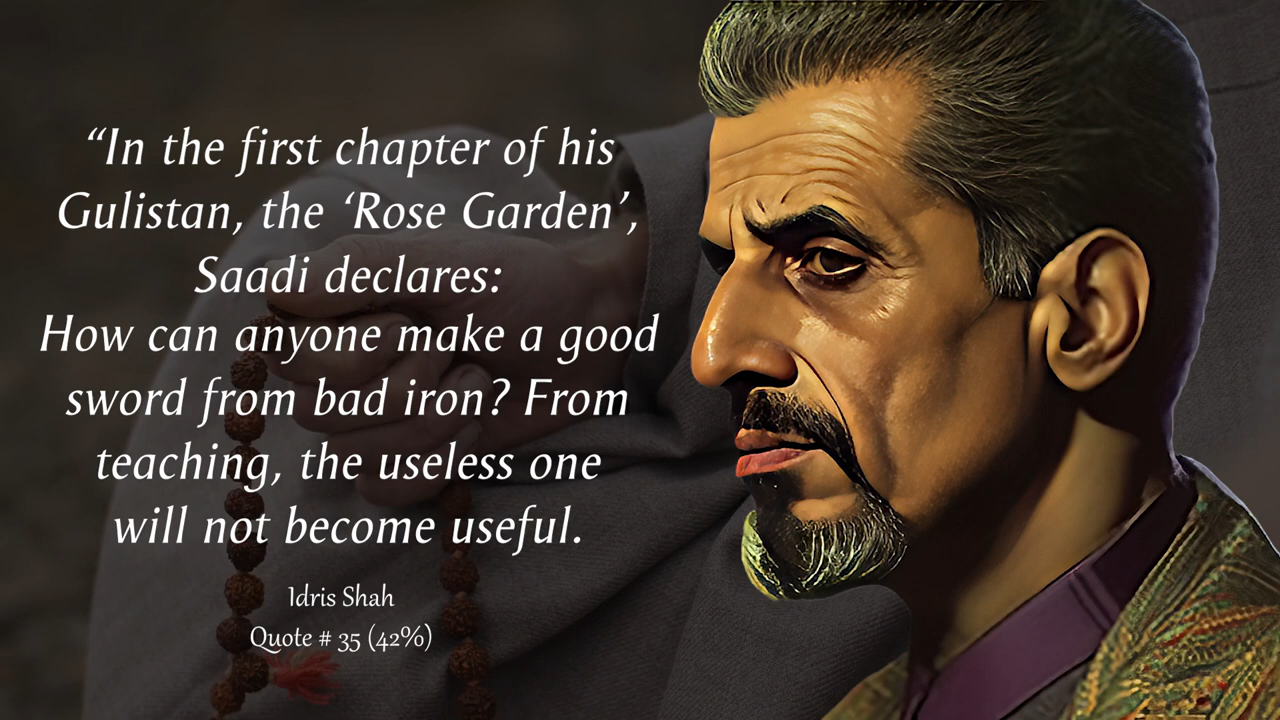 “In the first chapter of his
Gulistan, the ‘Rose Garden’,
Saadi declares:
How can anyone make a good
sword from bad iron? From
teaching, the useless one
will not become useful.
Idris Shah
Quote # 35 (42%)